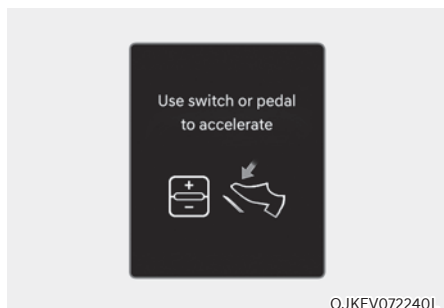 Use switch or pedal
to accelerate
+
−
OJKEV072240L